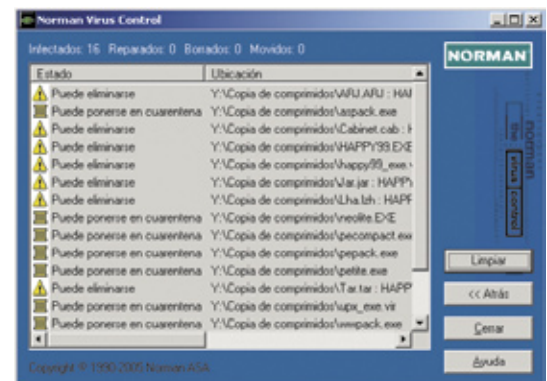 Norman Virus Control
Infectados: 16 Reparados: 0 Borrados: 0 Movidos: 0
NORMAN
Estado Ubicación
Puede eliminarse Y:\Copia de comprimidos\ARJ.ARJ : HAP
Puede ponerse en cuarentena Y:\Copia de comprimidos\aspack.exe
Puede eliminarse Y:\Copia de comprimidos\Cabinet.cab : H
Puede eliminarse Y:\Copia de comprimidos\HAPPY99.EXE
Puede eliminarse Y:\Copia de comprimidos\happy99_exe.v
Puede eliminarse Y:\Copia de comprimidos\Jar.jar : HAPPY
Puede eliminarse Y:\Copia de comprimidos\Lha.lzh : HAPP
Puede ponerse en cuarentena Y:\Copia de comprimidos\neolite.EXE
Puede ponerse en cuarentena Y:\Copia de comprimidos\pecompact.exe
Puede ponerse en cuarentena Y:\Copia de comprimidos\pepack.exe
Puede ponerse en cuarentena Y:\Copia de comprimidos\petite.exe
Puede eliminarse Y:\Copia de comprimidos\Tar.tar : HAPP
Puede ponerse en cuarentena Y:\Copia de comprimidos\upx_exe.vir
Puede ponerse en cuarentena Y:\Copia de comprimidos\wwpack.exe
norman
the virus control
Limpiar
<< Atrás
Cerrar
Ayuda
Copyright © 1990-2005 Norman ASA